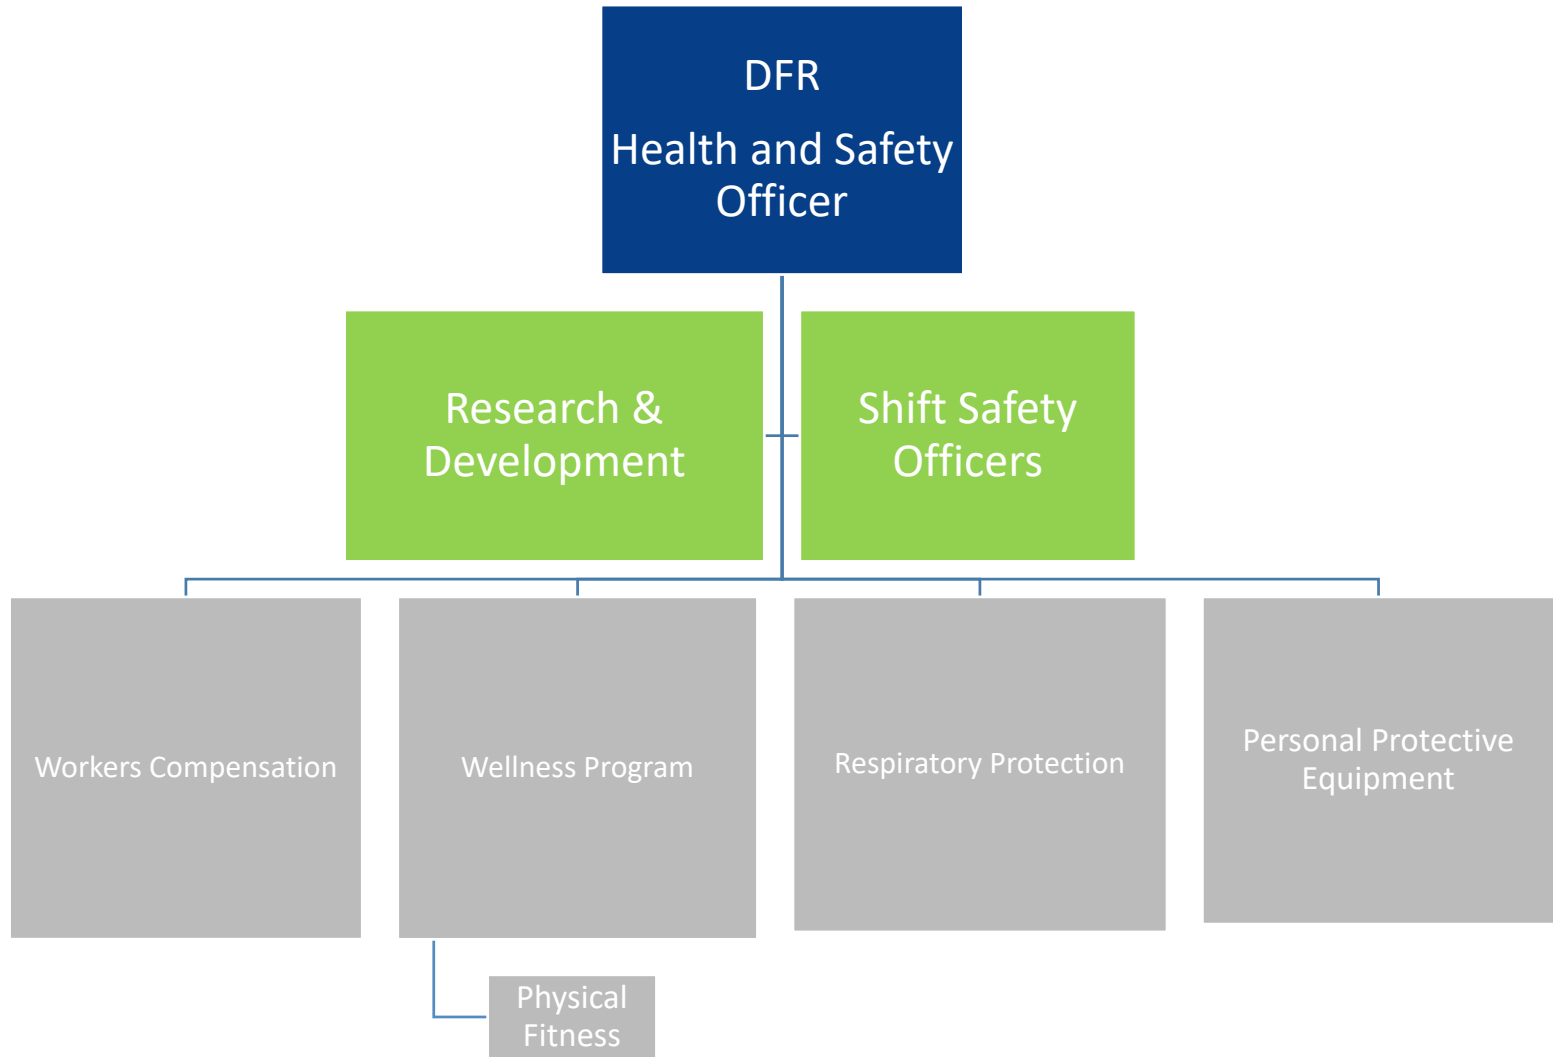 DFR
Health and Safety
Officer
Research &
Development
Shift Safety
Officers
Workers Compensation
Wellness Program
Respiratory Protection
Personal Protective
Equipment
Physical
Fitness